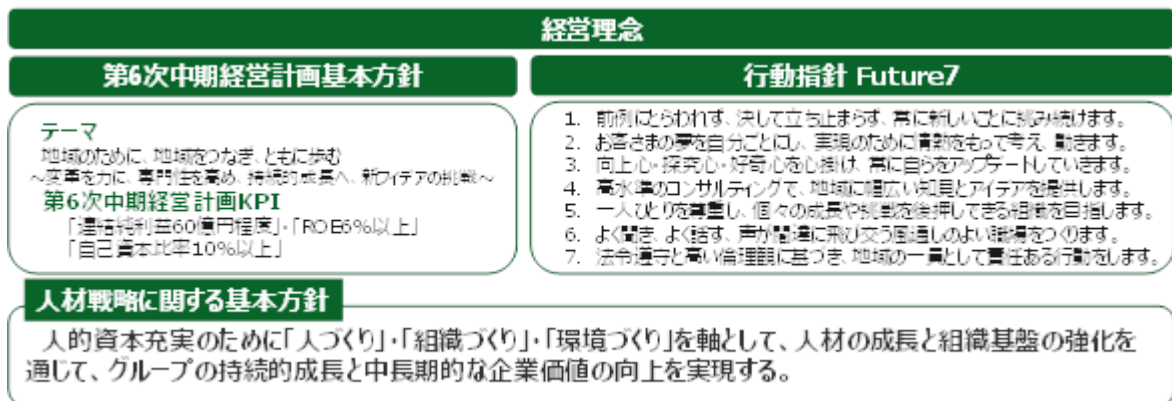 経営理念
第6次中期経営計画基本方針
テーマ
地域のために、地域をつなぎ、ともに歩む
～変革を力に、専門性を高め、持続的成長へ、新フィデアの挑戦～
第6次中期経営計画KPI
「連結純利益60億円程度」・「ROE6%以上」
「自己資本比率10%以上」
行動指針 Future7
1. 前例にとらわれず、決して立ち止まらず、常に新しいことに挑み続けます。
2. お客さまの夢を自分ごとにし、実現のために情熱をもって考え、動きます。
3. 向上心・探究心・好奇心を心掛け、常に自らをアップデートしていきます。
4. 高水準のコンサルティングで、地域に幅広い知見とアイデアを提供します。
5. 一人ひとりを尊重し、個々の成長や挑戦を後押しできる組織を目指します。
6. よく聞き、よく話す、声が闊達に飛び交う風通しのよい職場をつくります。
7. 法令遵守と高い倫理観に基づき、地域の一員として責任ある行動をします。
人材戦略に関する基本方針
人的資本充実のために「人づくり」・「組織づくり」・「環境づくり」を軸として、人材の成長と組織基盤の強化を
通じて、グループの持続的成長と中長期的な企業価値の向上を実現する。